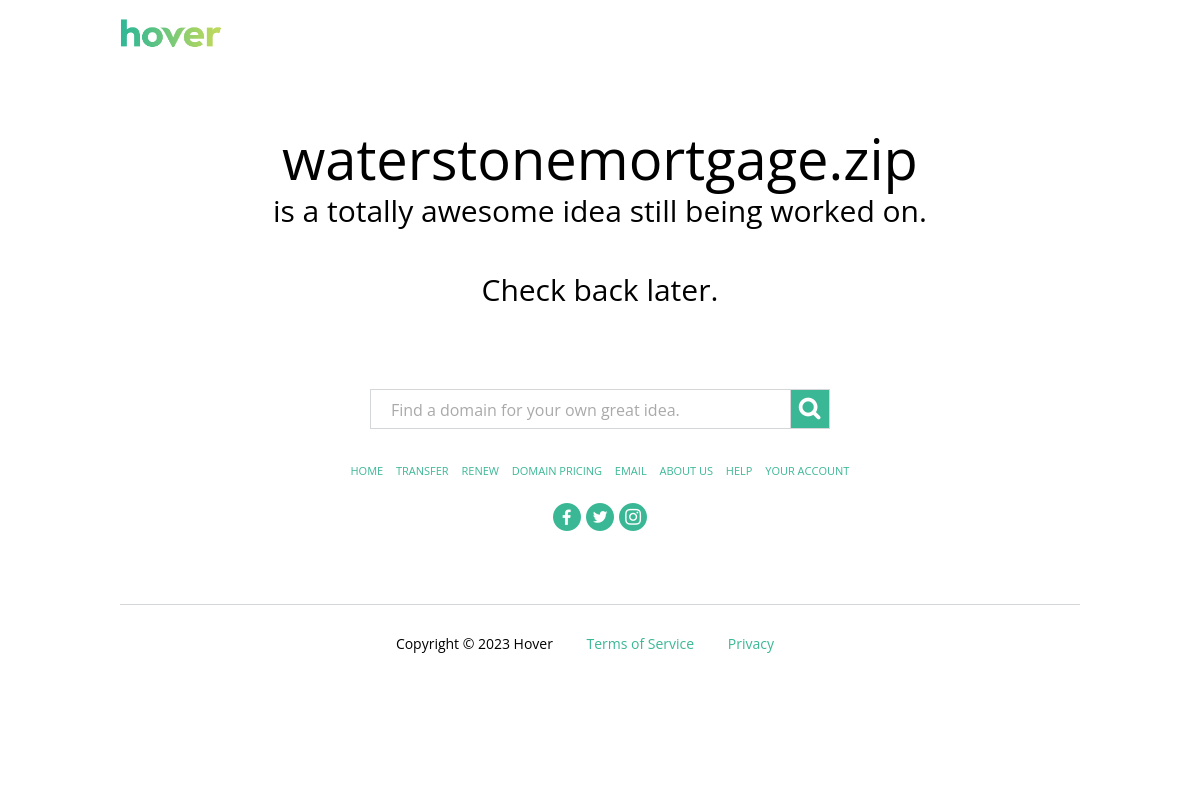 hover
waterstonemortgage.zip
is a totally awesome idea still being worked on.
Check back later.
Find a domain for your own great idea.
HOME TRANSFER RENEW DOMAIN PRICING EMAIL ABOUT US HELP YOUR ACCOUNT
Copyright © 2023 Hover Terms of Service Privacy